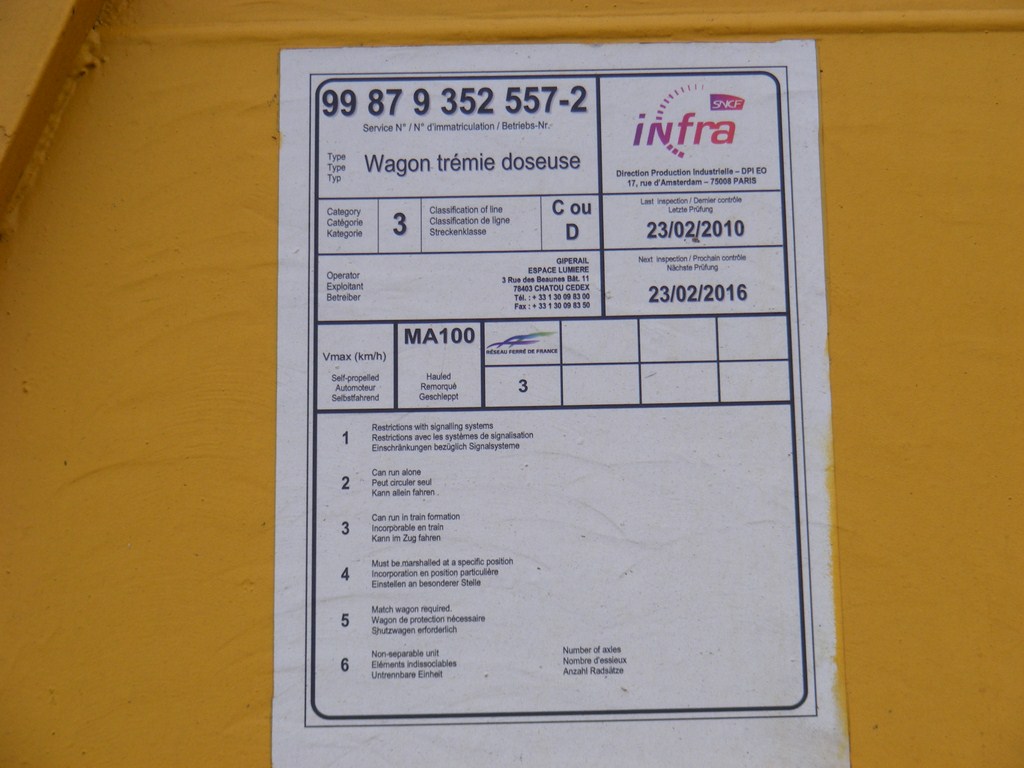 99 87 9 352 557-2
Service N° / N° d'immatriculation / Betriebs-Nr.
Type
Type
Typ
Wagon trémie doseuse
SNCF
infra
Direction Production Industrielle – DPI EO
17, rue d'Amsterdam – 75008 PARIS
Category
Catégorie
Kategorie
3
Classification of line
Classification de ligne
Streckenklasse
C ou
D
Last inspection / Dernier contrôle
Letzte Prüfung
23/02/2010
Operator
Exploitant
Betreiber
GIPERAIL
ESPACE LUMIERE
3 Rue des Beaunes Bât. 11
78403 CHATOU CEDEX
Tél. : + 33 1 30 09 83 00
Fax : + 33 1 30 09 83 50
Next inspection / Prochain contrôle
Nächste Prüfung
23/02/2016
Vmax (km/h)
Self-propelled
Automoteur
Selbstfahrend
MA100
Hauled
Remorqué
Geschleppt
RÉSEAU FERRÉ DE FRANCE
3
1
Restrictions with signalling systems
Restrictions avec les systèmes de signalisation
Einschränkungen bezüglich Signalsysteme
2
Can run alone
Peut circuler seul
Kann allein fahren
3
Can run in train formation
Incorporable en train
Kann im Zug fahren
4
Must be marshalled at a specific position
Incorporation en position particulière
Einstellen an besonderer Stelle
5
Match wagon required.
Wagon de protection nécessaire
Shutzwagen erforderlich
6
Non-separable unit
Eléments indissociables
Untrennbare Einheit
Number of axles
Nombre d'essieux
Anzahl Radsätze